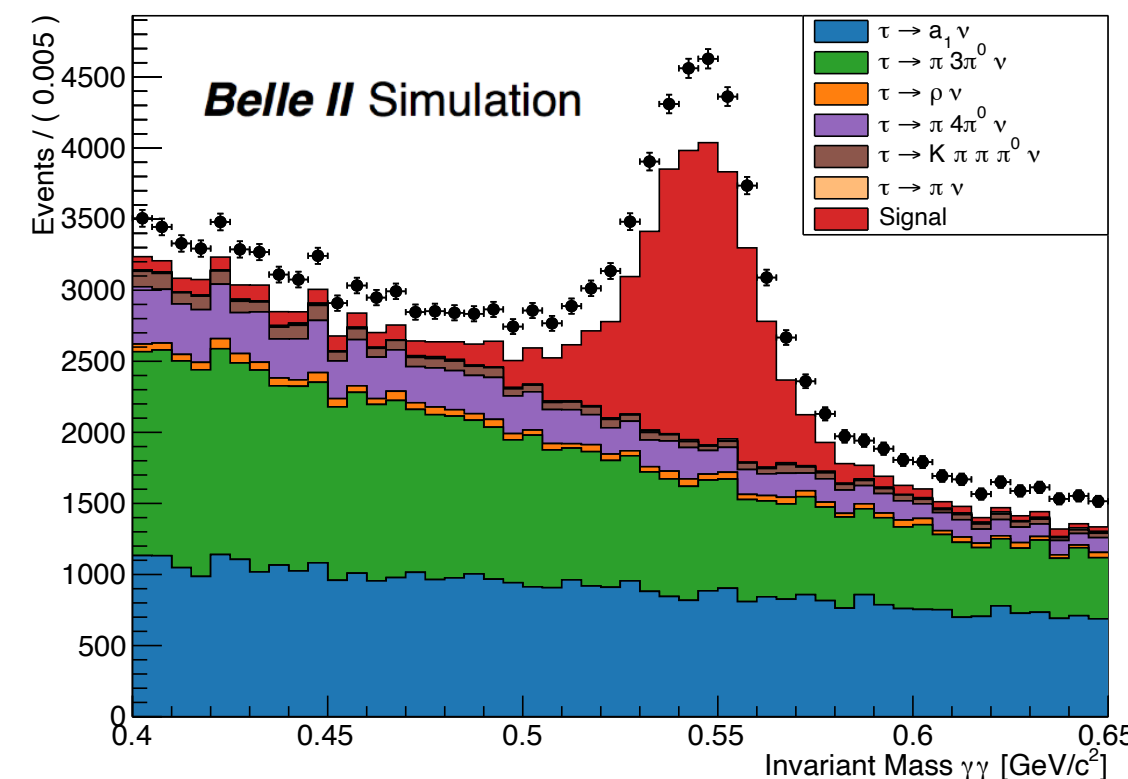 Events / ( 0.005 )
4500
4000
3500
3000
2500
2000
1500
1000
500
0
Belle II Simulation
τ → a₁ ν
τ → π 3π⁰ ν
τ → ρ ν
τ → π 4π⁰ ν
τ → K π π π⁰ ν
τ → π ν
Signal
0.4 0.45 0.5 0.55 0.6 0.65
Invariant Mass γγ [GeV/c²]